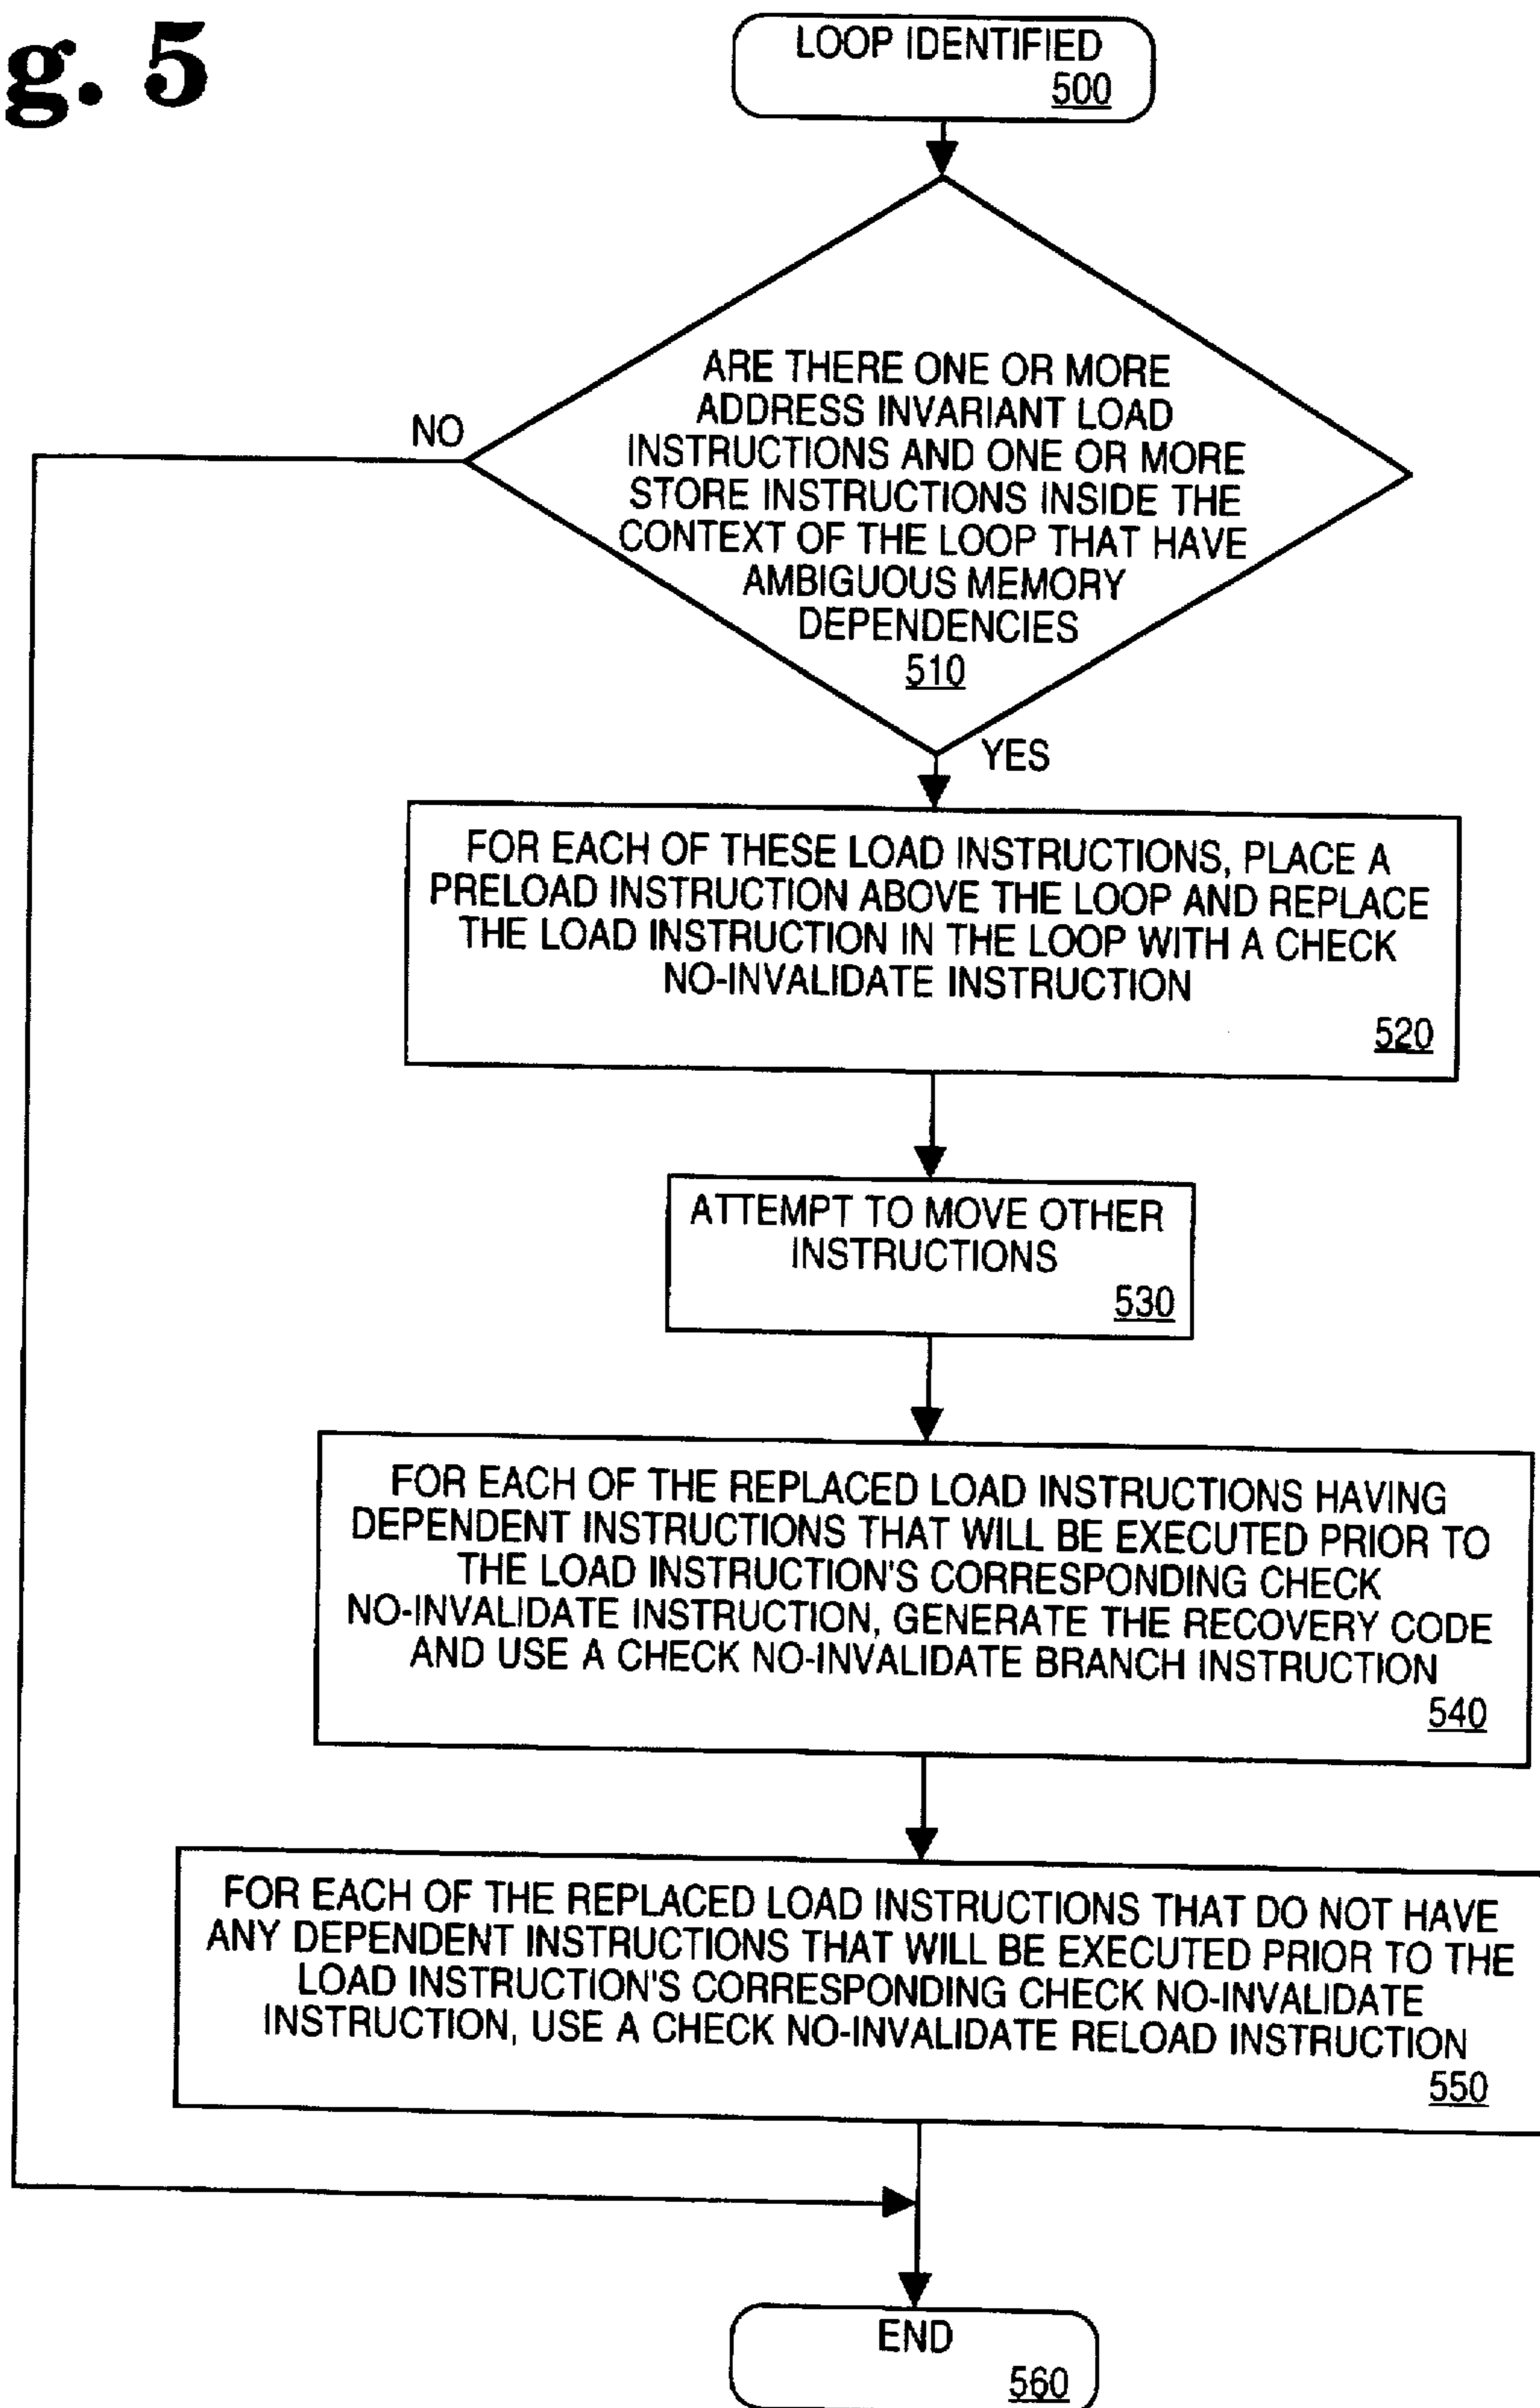 g. 5
LOOP IDENTIFIED
500
ARE THERE ONE OR MORE
ADDRESS INVARIANT LOAD
INSTRUCTIONS AND ONE OR MORE
STORE INSTRUCTIONS INSIDE THE
CONTEXT OF THE LOOP THAT HAVE
AMBIGUOUS MEMORY
DEPENDENCIES
510
NO
YES
FOR EACH OF THESE LOAD INSTRUCTIONS, PLACE A
PRELOAD INSTRUCTION ABOVE THE LOOP AND REPLACE
THE LOAD INSTRUCTION IN THE LOOP WITH A CHECK
NO-INVALIDATE INSTRUCTION
520
ATTEMPT TO MOVE OTHER
INSTRUCTIONS
530
FOR EACH OF THE REPLACED LOAD INSTRUCTIONS HAVING
DEPENDENT INSTRUCTIONS THAT WILL BE EXECUTED PRIOR TO
THE LOAD INSTRUCTION'S CORRESPONDING CHECK
NO-INVALIDATE INSTRUCTION, GENERATE THE RECOVERY CODE
AND USE A CHECK NO-INVALIDATE BRANCH INSTRUCTION
540
FOR EACH OF THE REPLACED LOAD INSTRUCTIONS THAT DO NOT HAVE
ANY DEPENDENT INSTRUCTIONS THAT WILL BE EXECUTED PRIOR TO THE
LOAD INSTRUCTION'S CORRESPONDING CHECK NO-INVALIDATE
INSTRUCTION, USE A CHECK NO-INVALIDATE RELOAD INSTRUCTION
550
END
560